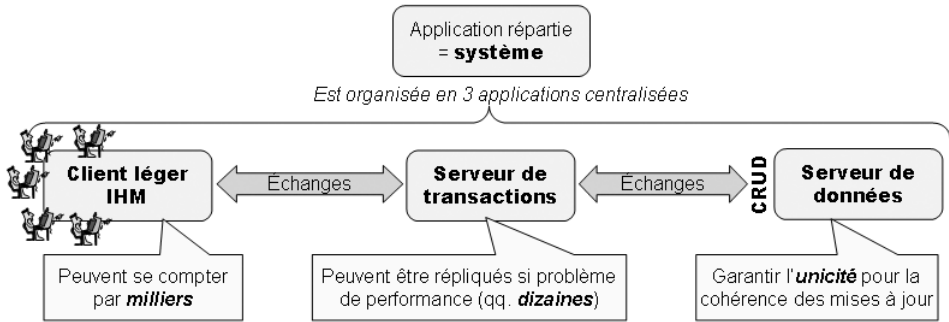 Application répartie
= système
Est organisée en 3 applications centralisées
Client léger
IHM
Échanges
Serveur de
transactions
Échanges
CRUD
Serveur de
données
Peuvent se compter
par milliers
Peuvent être répliqués si problème
de performance (qq. dizaines)
Garantir l'unicité pour la
cohérence des mises à jour